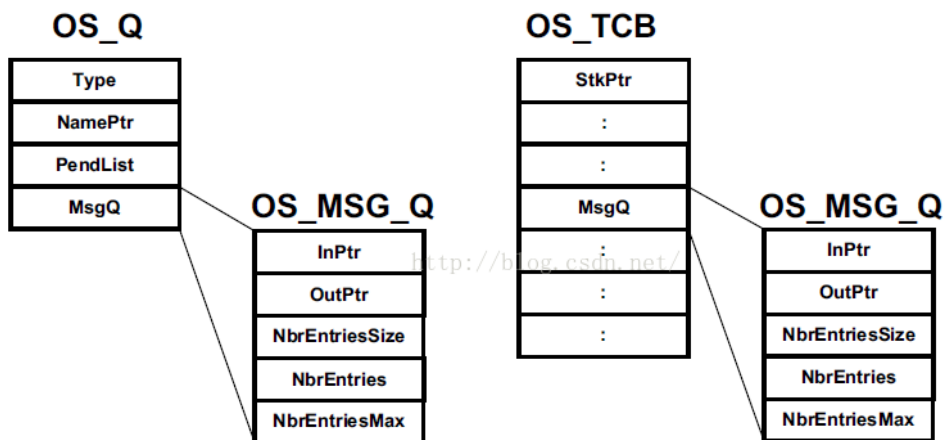 OS_Q
Type
NamePtr
PendList
MsgQ
OS_MSG_Q
InPtr
OutPtr
NbrEntriesSize
NbrEntries
NbrEntriesMax
OS_TCB
StkPtr
:
:
MsgQ
:
:
:
OS_MSG_Q
InPtr
OutPtr
NbrEntriesSize
NbrEntries
NbrEntriesMax
http://blog.csdn.net/